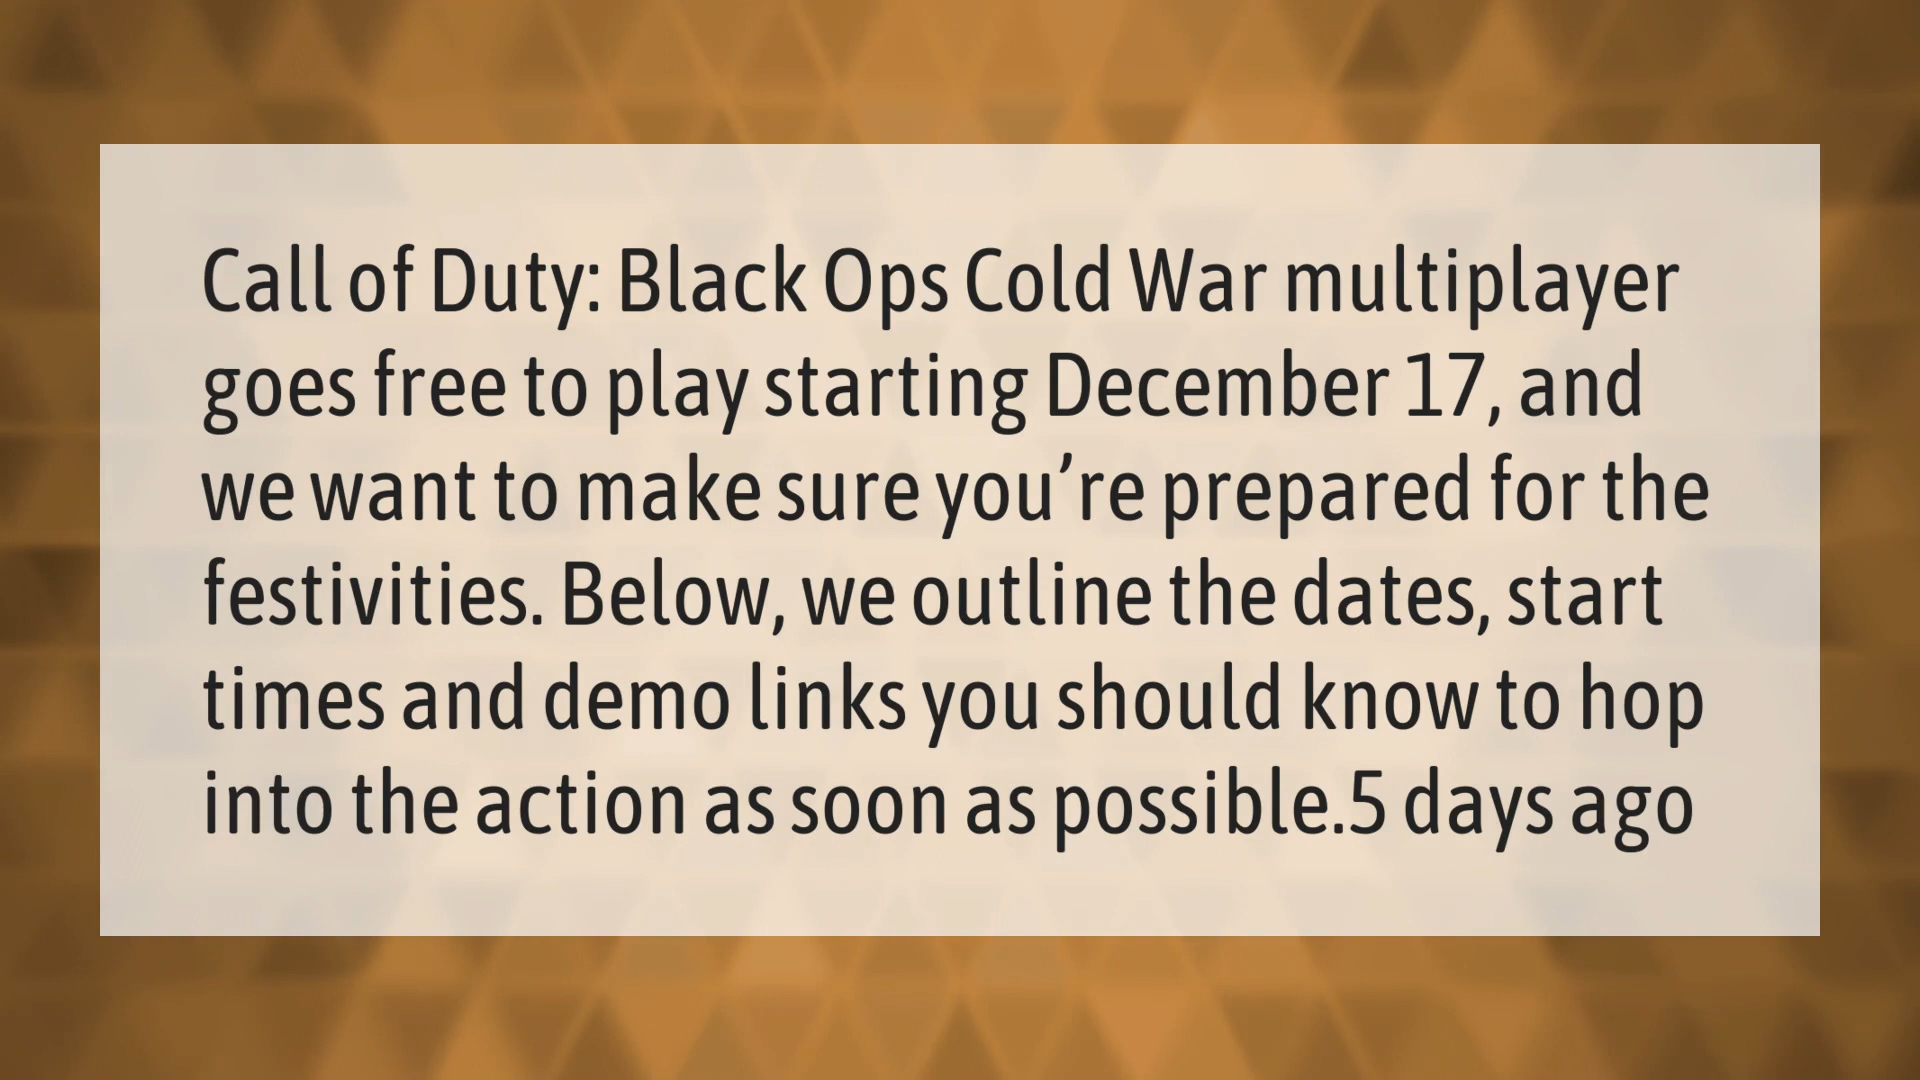 Call of Duty: Black Ops Cold War multiplayer
goes free to play starting December 17, and
we want to make sure you’re prepared for the
festivities. Below, we outline the dates, start
times and demo links you should know to hop
into the action as soon as possible.5 days ago